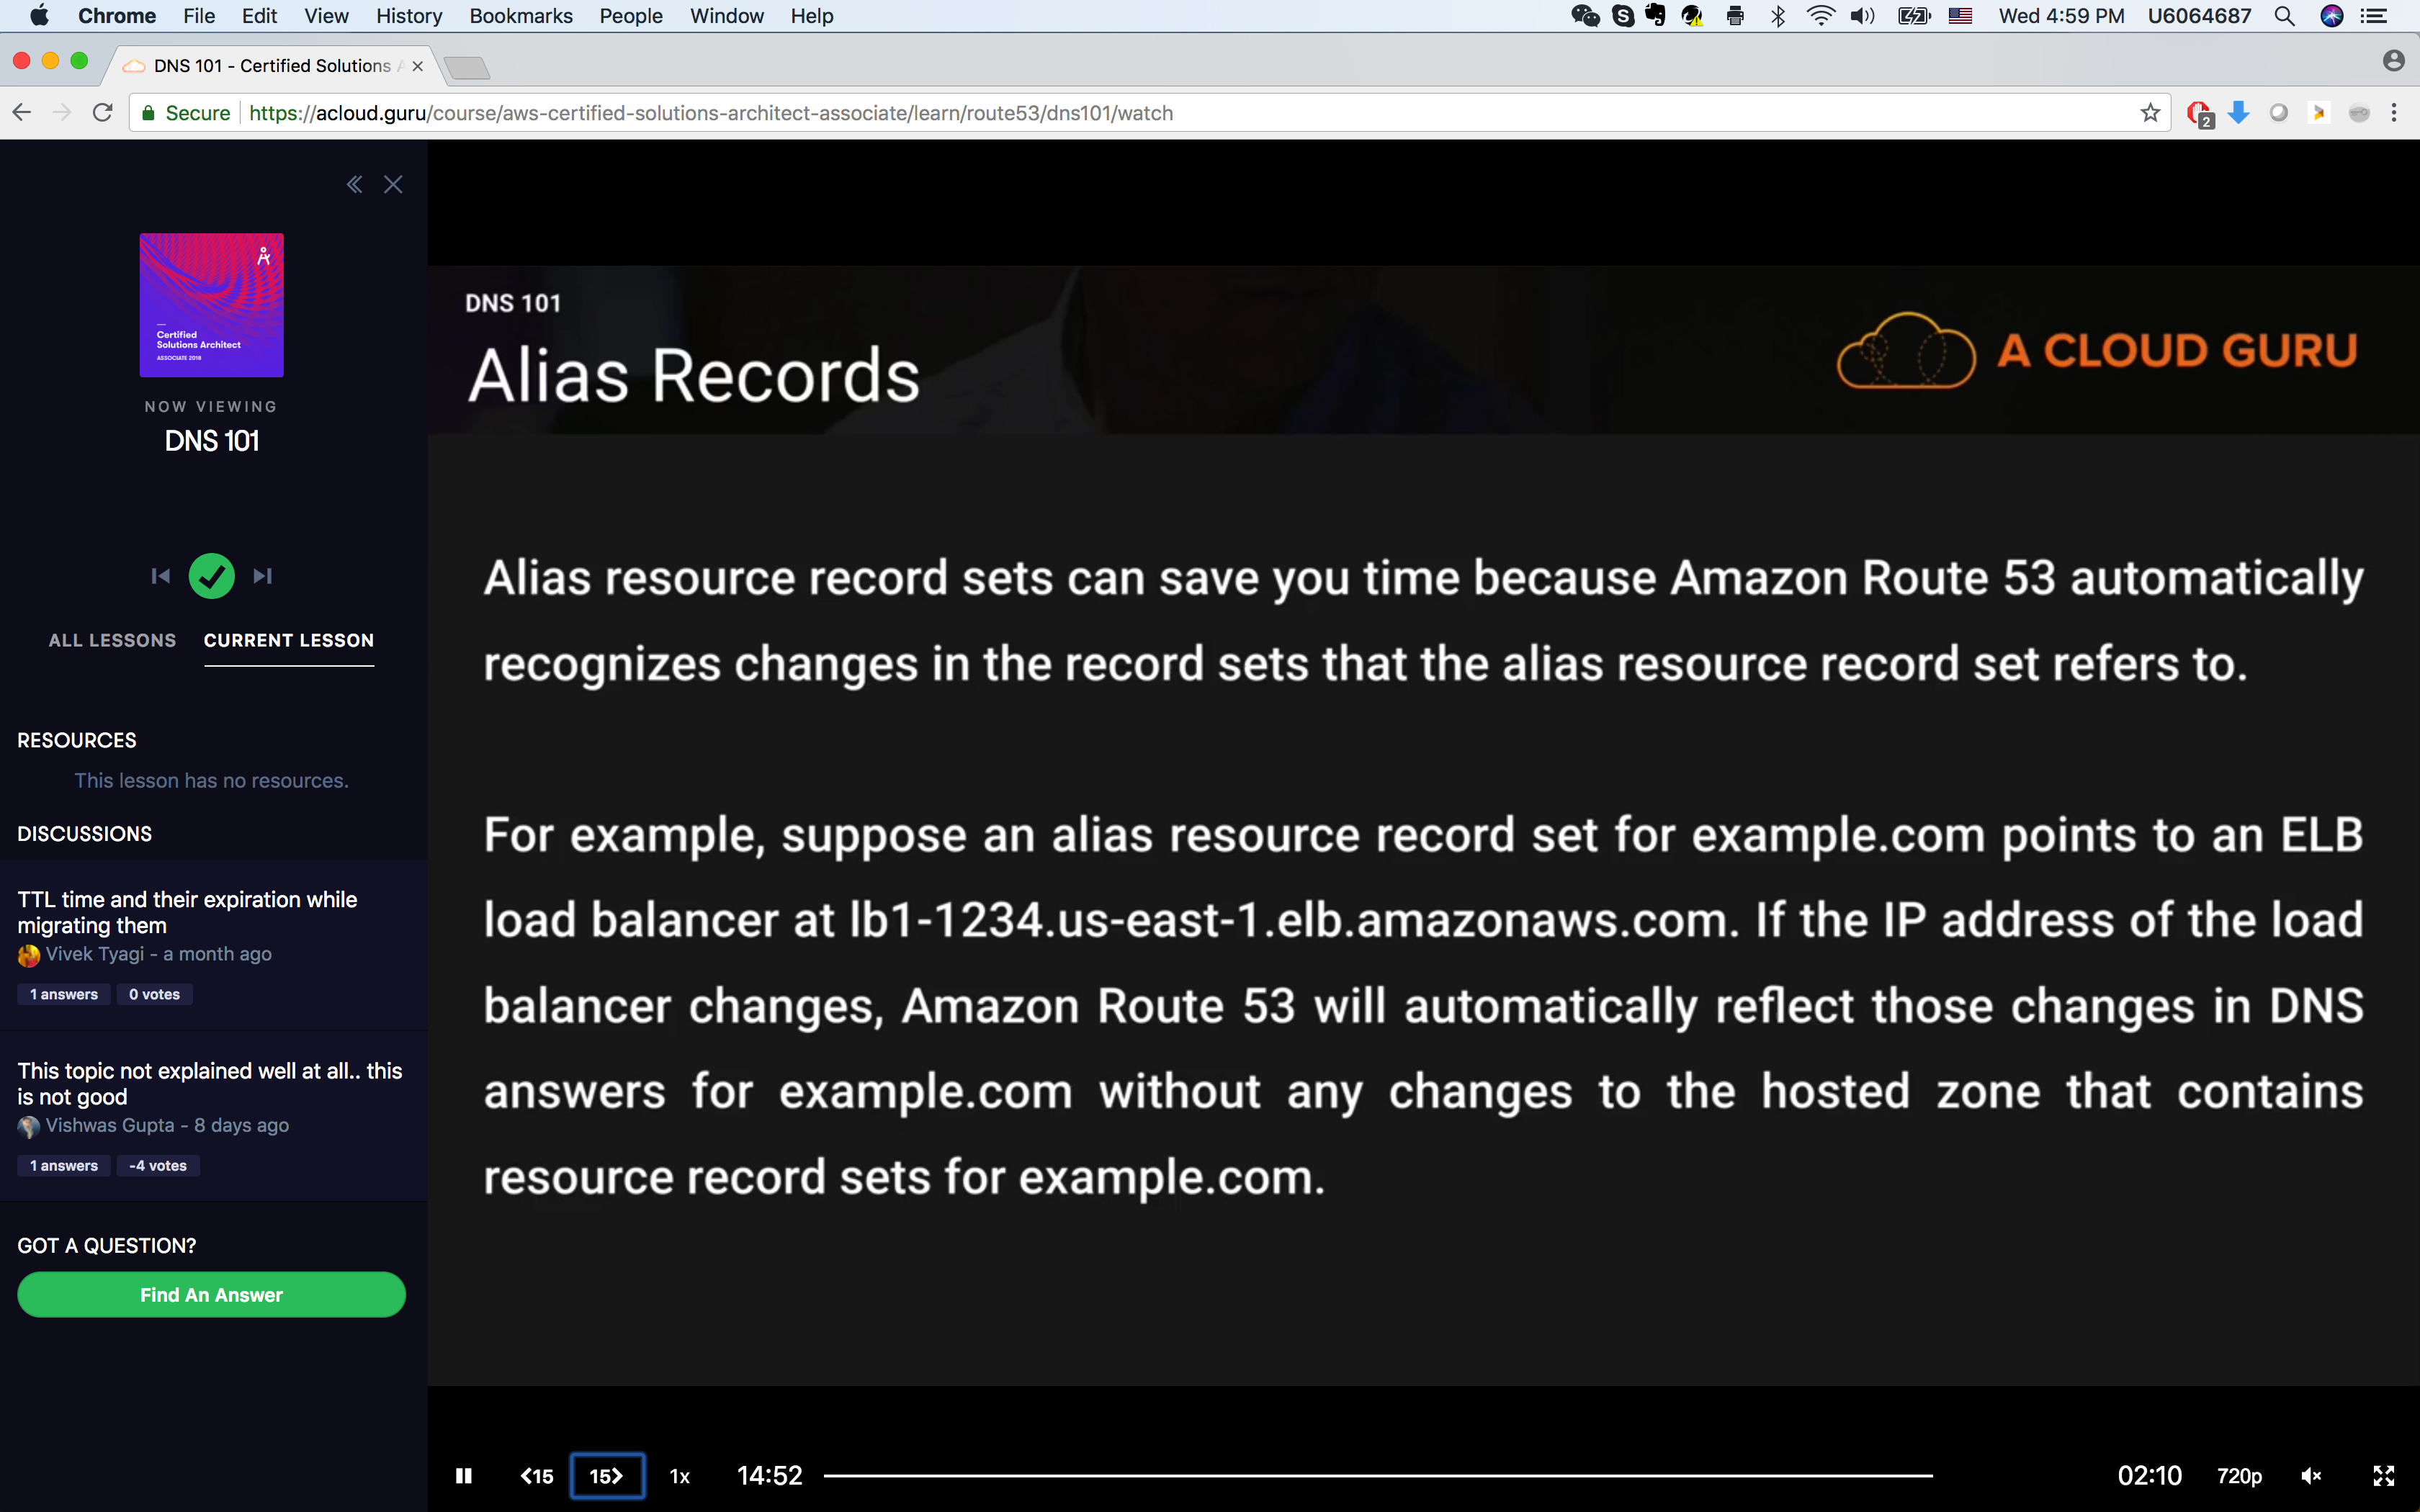 Chrome File Edit View History Bookmarks People Window Help Wed 4:59 PM U6064687
DNS 101 - Certified Solutions
Secure https://acloud.guru/course/aws-certified-solutions-architect-associate/learn/route53/dns101/watch
2
Certified
Solutions Architect
ASSOCIATE 2018
NOW VIEWING
DNS 101
ALL LESSONS CURRENT LESSON
RESOURCES
This lesson has no resources.
DISCUSSIONS
TTL time and their expiration while
migrating them
Vivek Tyagi - a month ago
1 answers 0 votes
This topic not explained well at all.. this
is not good
Vishwas Gupta - 8 days ago
1 answers -4 votes
GOT A QUESTION?
Find An Answer
DNS 101
Alias Records
A CLOUD GURU
Alias resource record sets can save you time because Amazon Route 53 automatically
recognizes changes in the record sets that the alias resource record set refers to.
For example, suppose an alias resource record set for example.com points to an ELB
load balancer at lb1-1234.us-east-1.elb.amazonaws.com. If the IP address of the load
balancer changes, Amazon Route 53 will automatically reflect those changes in DNS
answers for example.com without any changes to the hosted zone that contains
resource record sets for example.com.
<15 15> 1x 14:52 02:10 720p